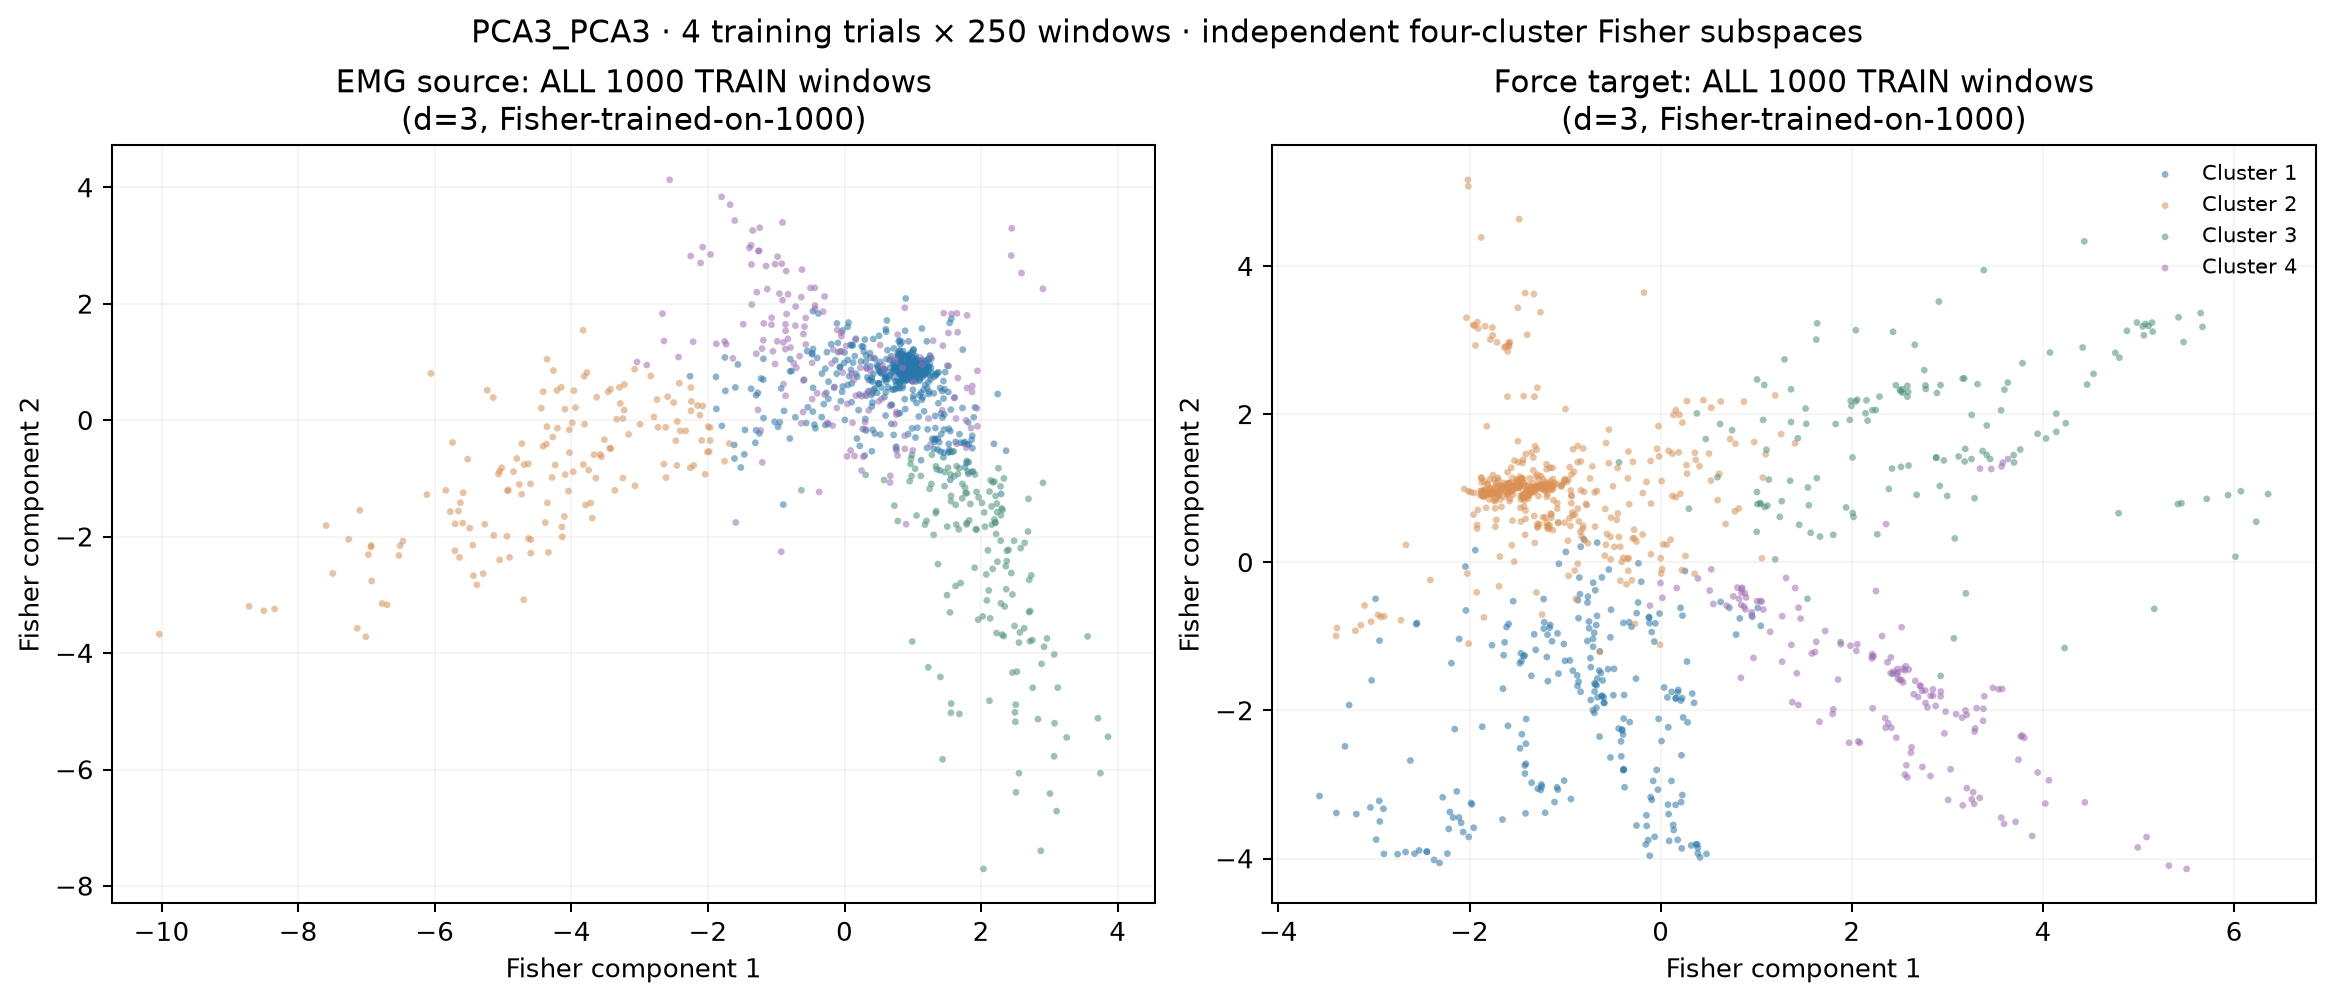 PCA3_PCA3 · 4 training trials × 250 windows · independent four-cluster Fisher subspaces
EMG source: ALL 1000 TRAIN windows
(d=3, Fisher-trained-on-1000)
Fisher component 2
4
2
0
−2
−4
−6
−8
−10
−8
−6
−4
−2
0
2
4
Fisher component 1
Force target: ALL 1000 TRAIN windows
(d=3, Fisher-trained-on-1000)
Cluster 1
Cluster 2
Cluster 3
Cluster 4
Fisher component 2
4
2
0
−2
−4
−4
−2
0
2
4
6
Fisher component 1